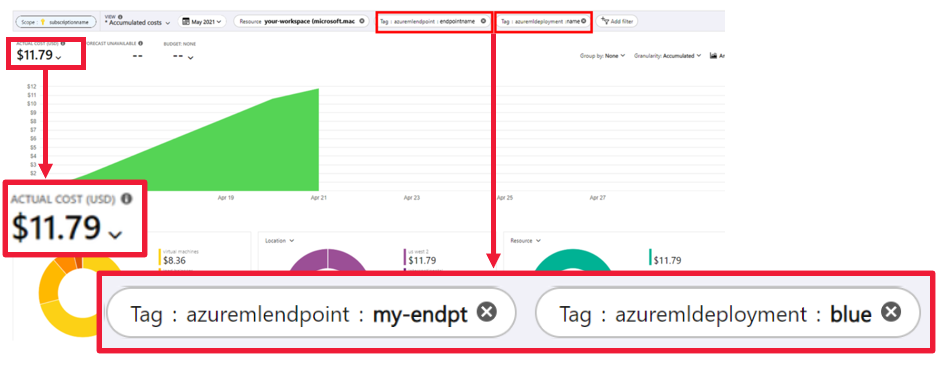 Scope : subscriptionname
VIEW
* Accumulated costs
May 2021
Resource your-workspace (microsoft.mac
Tag : azuremlendpoint : endpointname
Tag : azuremldeployment : name
Add filter
ACTUAL COST (USD)
FORECAST UNAVAILABLE
BUDGET: NONE
$11.79
--
--
Group by: None
Granularity: Accumulated
$12
$11
$10
$9
$8
$7
$6
$5
$4
$3
$2
Apr 19
Apr 21
Apr 23
Apr 25
Apr 27
ACTUAL COST (USD)
$11.79
virtual machines
$8.36
Location
us west 2
$11.79
Resource
$11.79
Tag : azuremlendpoint : my-endpt
Tag : azuremldeployment : blue